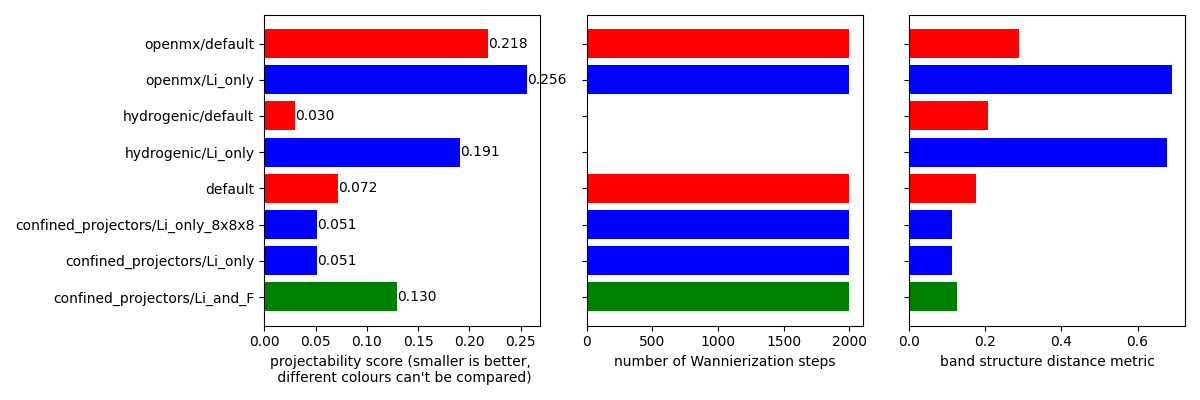 openmx/default
openmx/Li_only
hydrogenic/default
hydrogenic/Li_only
default
confined_projectors/Li_only_8x8x8
confined_projectors/Li_only
confined_projectors/Li_and_F
0.218
0.256
0.030
0.191
0.072
0.051
0.051
0.130
0.00 0.05 0.10 0.15 0.20 0.25
projectability score (smaller is better,
different colours can't be compared)
0 500 1000 1500 2000
number of Wannierization steps
0.0 0.2 0.4 0.6
band structure distance metric